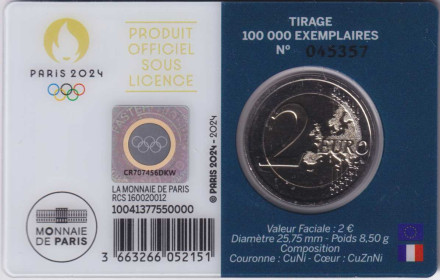 PARIS 2024
PRODUIT
OFFICIEL
SOUS
LICENCE
CR707456DKW
LA MONNAIE DE PARIS
RCS 160020012
10041377550000
MONNAIE
DE PARIS
3 663266 052151
© PARIS 2024 - 2024
TIRAGE
100 000 EXEMPLAIRES
N° 045357
2 EURO
Valeur Faciale : 2 €
Diamètre 25,75 mm - Poids 8,50 g
Composition
Couronne : CuNi - Cœur : CuZnNi